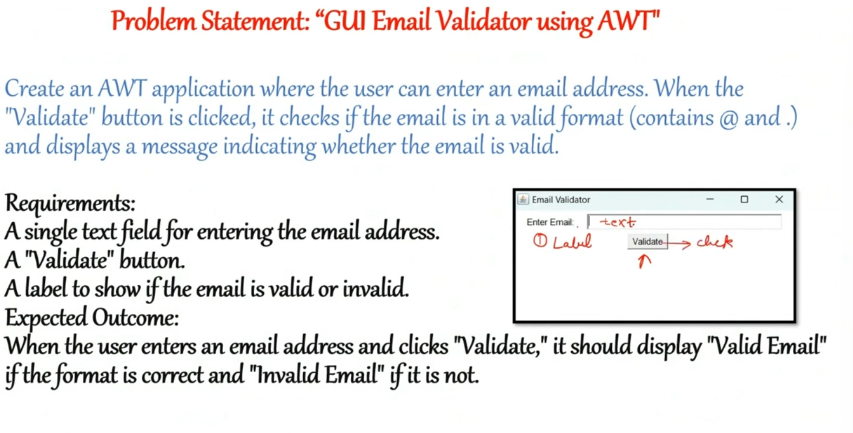 Problem Statement: “GUI Email Validator using AWT"
Create an AWT application where the user can enter an email address. When the
"Validate" button is clicked, it checks if the email is in a valid format (contains @ and .)
and displays a message indicating whether the email is valid.
Requirements:
A single text field for entering the email address.
A "Validate" button.
A label to show if the email is valid or invalid.
Expected Outcome:
When the user enters an email address and clicks "Validate," it should display "Valid Email"
if the format is correct and "Invalid Email" if it is not.
Email Validator
Enter Email: text
① Label Validate → chek